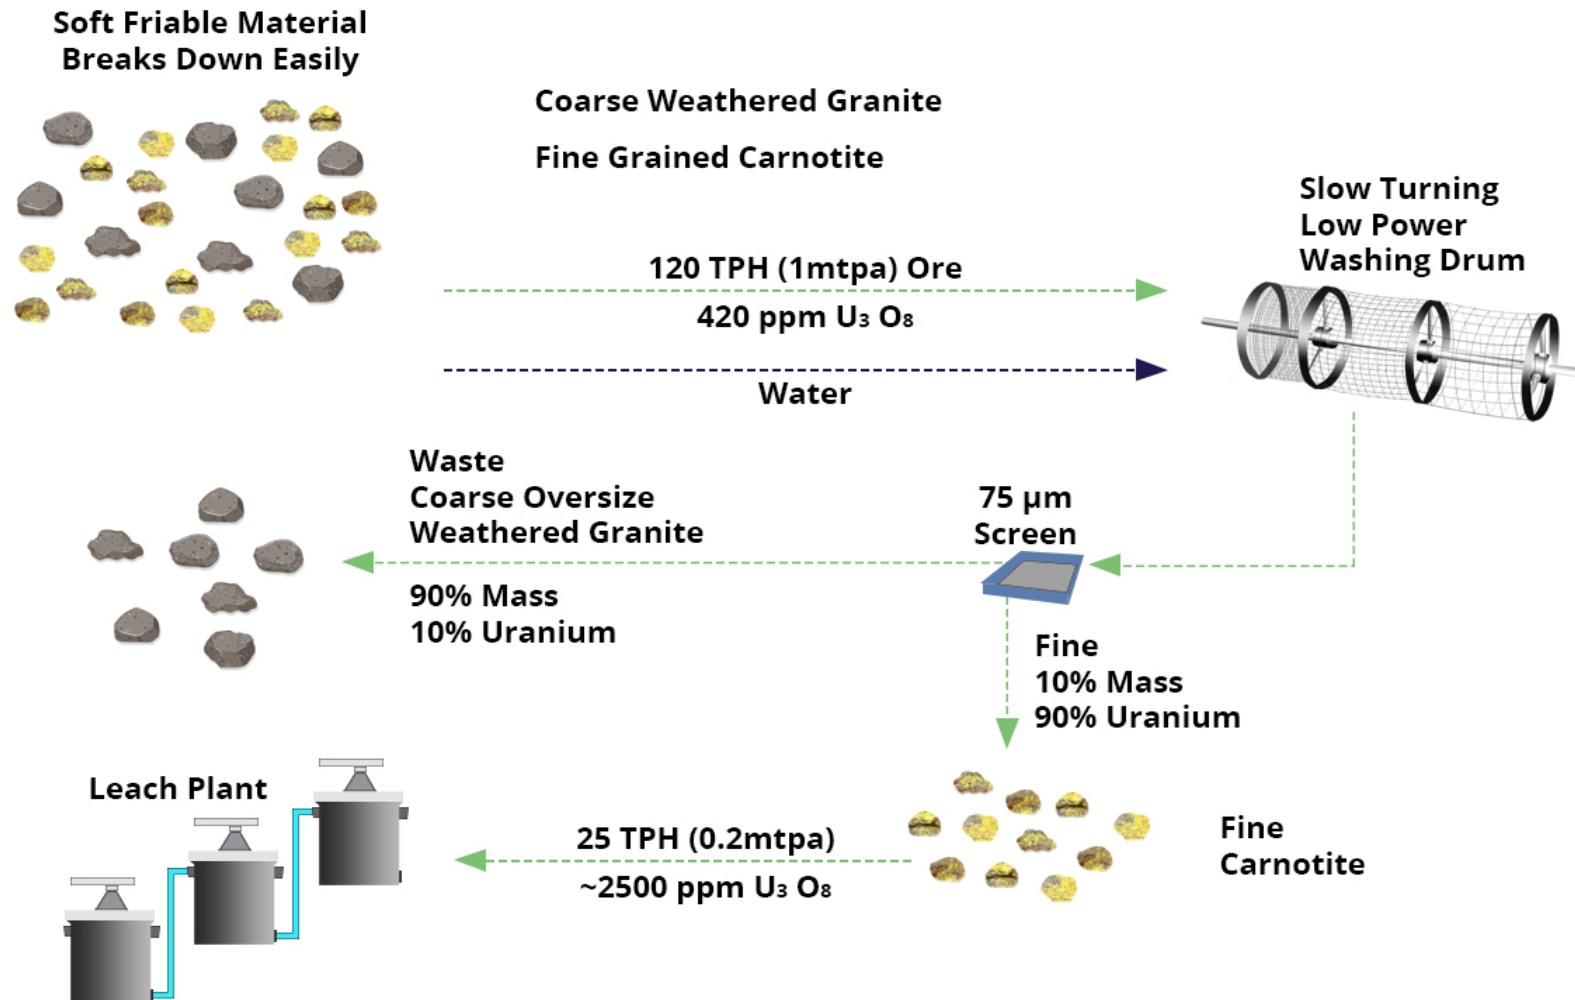 Soft Friable Material
Breaks Down Easily
Coarse Weathered Granite
Fine Grained Carnotite
Slow Turning
Low Power
Washing Drum
120 TPH (1mtpa) Ore
420 ppm U₃ O₈
Water
Waste
Coarse Oversize
Weathered Granite
90% Mass
10% Uranium
75 µm
Screen
Fine
10% Mass
90% Uranium
Leach Plant
25 TPH (0.2mtpa)
~2500 ppm U₃ O₈
Fine
Carnotite